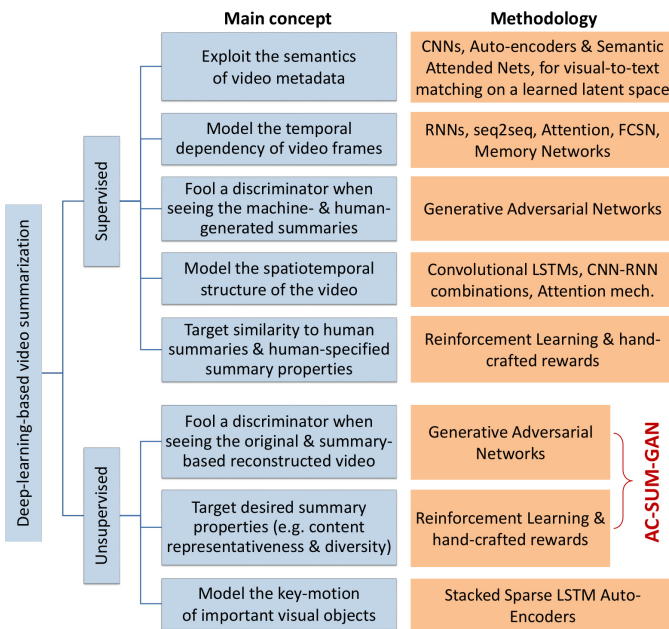 Main concept
Methodology
Deep-learning-based video summarization
Supervised
Exploit the semantics
of video metadata
CNNs, Auto-encoders & Semantic
Attended Nets, for visual-to-text
matching on a learned latent space
Model the temporal
dependency of video frames
RNNs, seq2seq, Attention, FCSN,
Memory Networks
Fool a discriminator when
seeing the machine- & human-
generated summaries
Generative Adversarial Networks
Model the spatiotemporal
structure of the video
Convolutional LSTMs, CNN-RNN
combinations, Attention mech.
Target similarity to human
summaries & human-specified
summary properties
Reinforcement Learning & hand-
crafted rewards
Unsupervised
Fool a discriminator when
seeing the original & summary-
based reconstructed video
Generative Adversarial
Networks
Target desired summary
properties (e.g. content
representativeness & diversity)
Reinforcement Learning &
hand-crafted rewards
AC-SUM-GAN
Model the key-motion
of important visual objects
Stacked Sparse LSTM Auto-
Encoders